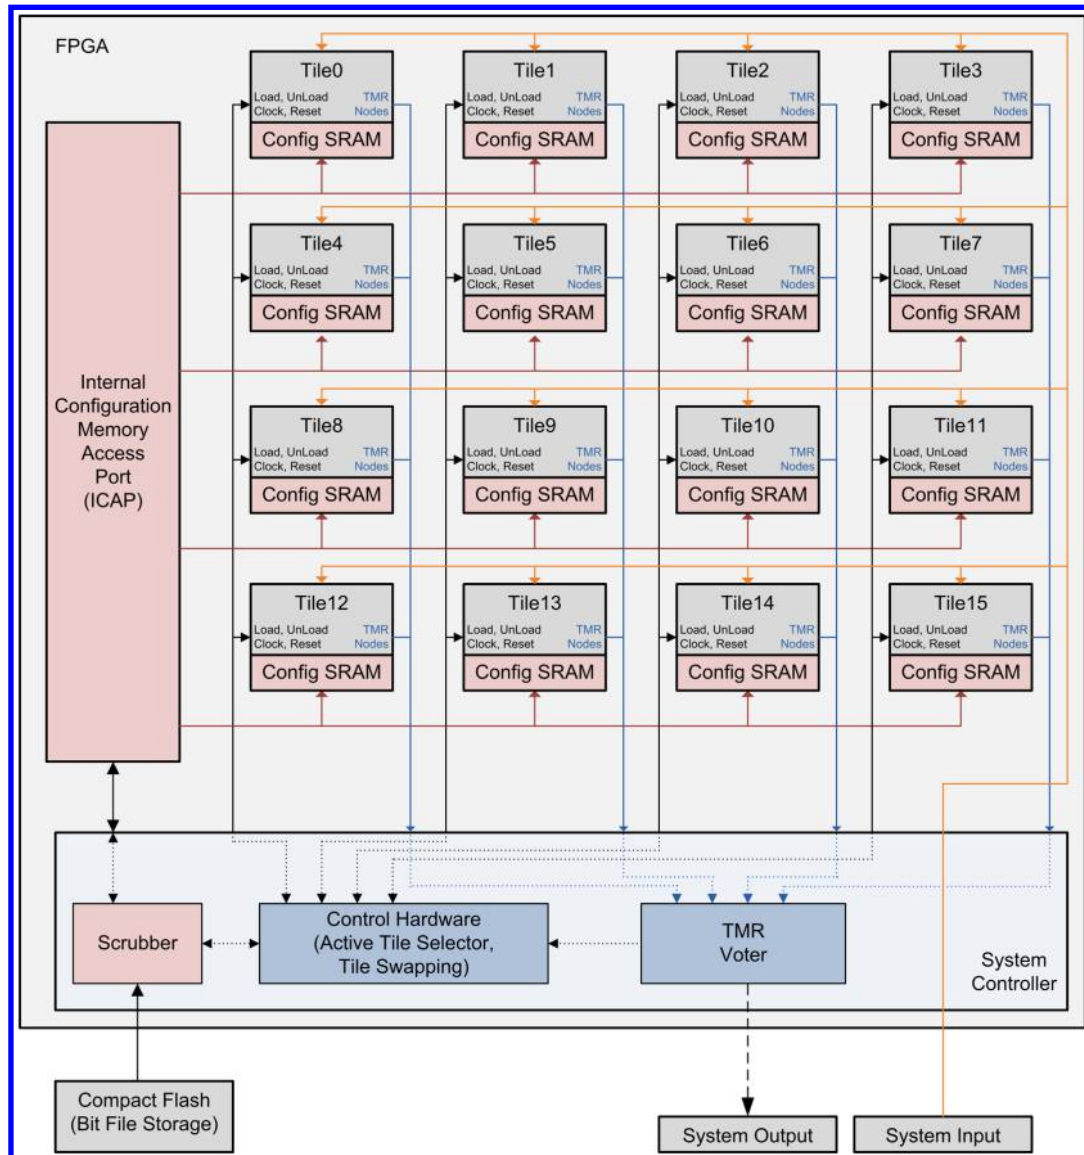 FPGA
Tile0
Load, UnLoad TMR
Clock, Reset Nodes
Config SRAM
Tile1
Load, UnLoad TMR
Clock, Reset Nodes
Config SRAM
Tile2
Load, UnLoad TMR
Clock, Reset Nodes
Config SRAM
Tile3
Load, UnLoad TMR
Clock, Reset Nodes
Config SRAM
Tile4
Load, UnLoad TMR
Clock, Reset Nodes
Config SRAM
Tile5
Load, UnLoad TMR
Clock, Reset Nodes
Config SRAM
Tile6
Load, UnLoad TMR
Clock, Reset Nodes
Config SRAM
Tile7
Load, UnLoad TMR
Clock, Reset Nodes
Config SRAM
Internal
Configuration
Memory
Access
Port
(ICAP)
Tile8
Load, UnLoad TMR
Clock, Reset Nodes
Config SRAM
Tile9
Load, UnLoad TMR
Clock, Reset Nodes
Config SRAM
Tile10
Load, UnLoad TMR
Clock, Reset Nodes
Config SRAM
Tile11
Load, UnLoad TMR
Clock, Reset Nodes
Config SRAM
Tile12
Load, UnLoad TMR
Clock, Reset Nodes
Config SRAM
Tile13
Load, UnLoad TMR
Clock, Reset Nodes
Config SRAM
Tile14
Load, UnLoad TMR
Clock, Reset Nodes
Config SRAM
Tile15
Load, UnLoad TMR
Clock, Reset Nodes
Config SRAM
Scrubber
Control Hardware
(Active Tile Selector,
Tile Swapping)
TMR
Voter
System
Controller
Compact Flash
(Bit File Storage)
System Output
System Input